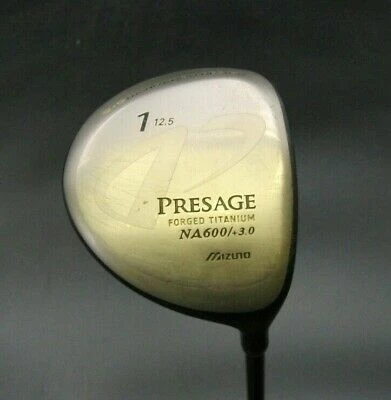 1 12.5
PRESAGE
FORGED TITANIUM
NA600/+3.0
MIZUNO